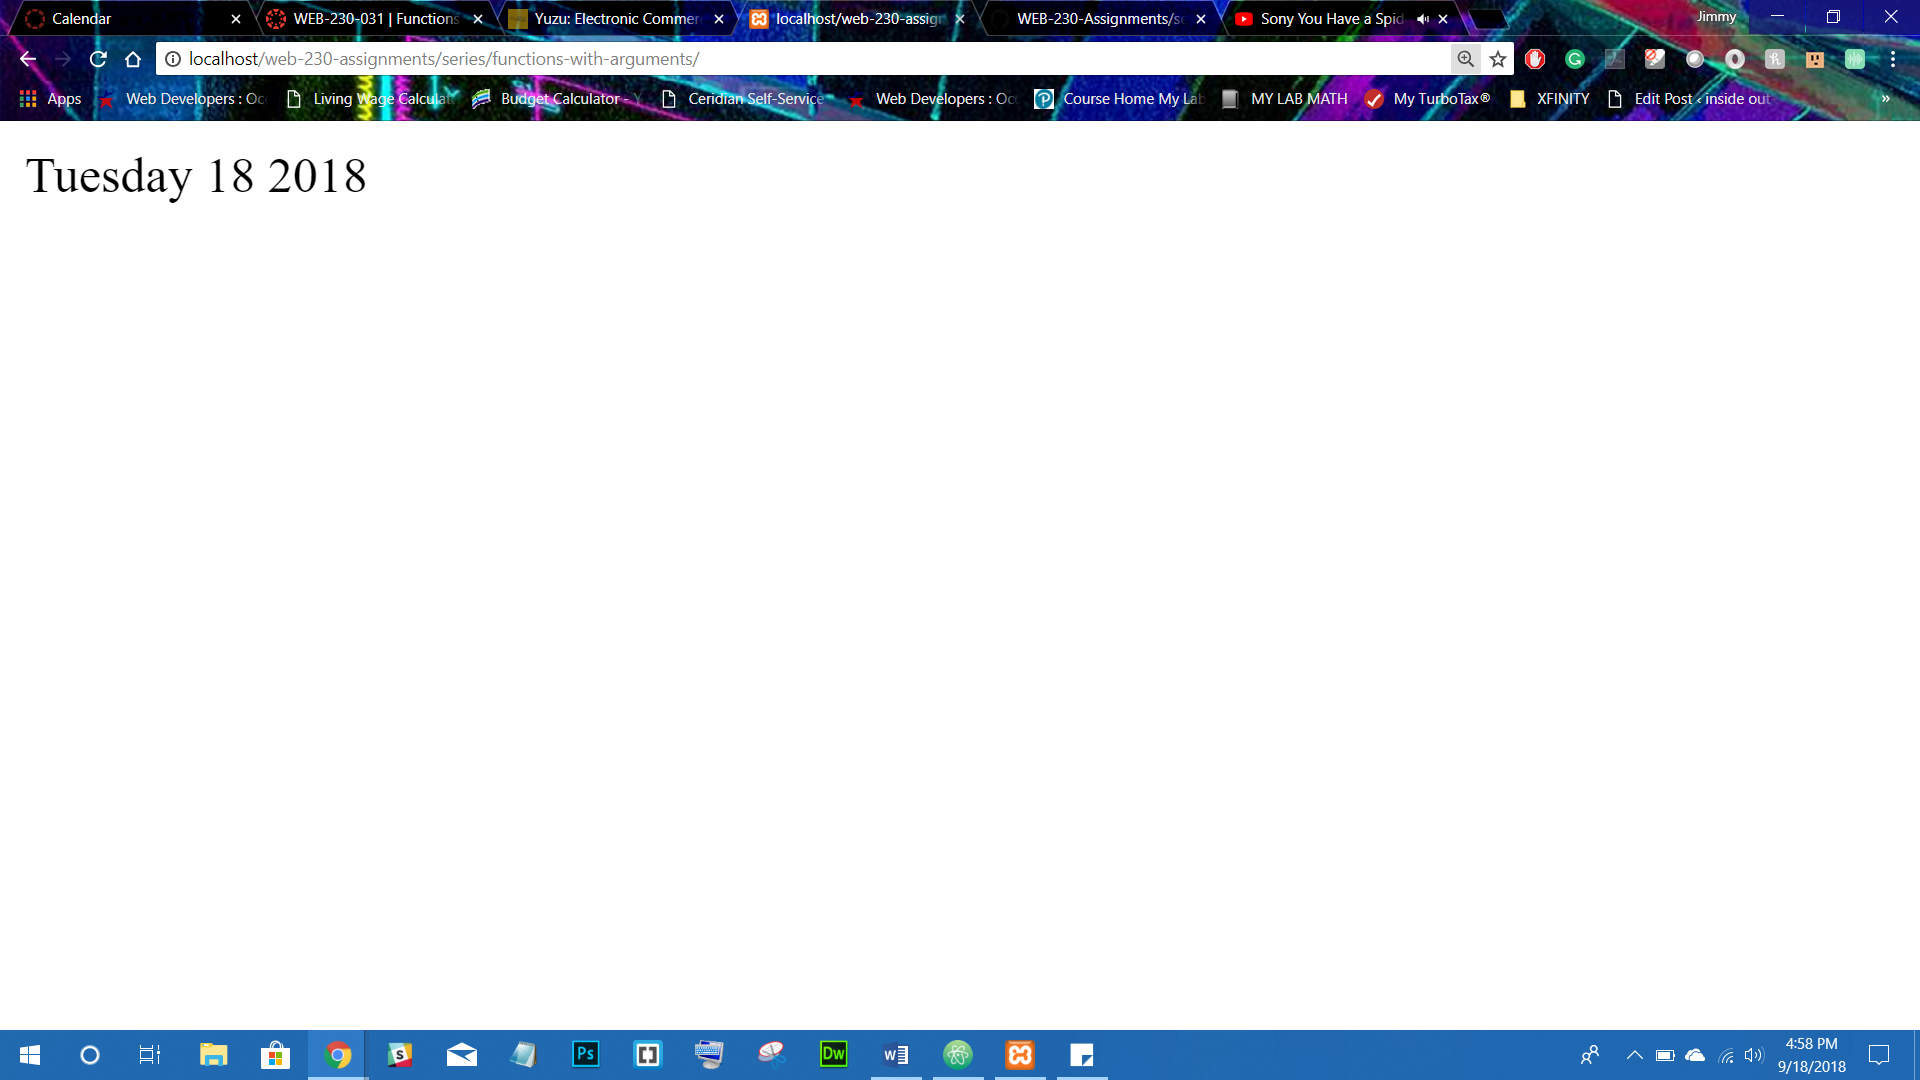 Calendar
WEB-230-031 | Functions
Yuzu: Electronic Commer
localhost/web-230-assign
WEB-230-Assignments/se
Sony You Have a Spid
Jimmy
localhost/web-230-assignments/series/functions-with-arguments/
Apps
Web Developers : Oc
Living Wage Calculat
Budget Calculator - Y
Ceridian Self-Service
Web Developers : Oc
Course Home My Lab
MY LAB MATH
My TurboTax®
XFINITY
Edit Post ‹ inside out
»
Tuesday 18 2018
4:58 PM
9/18/2018